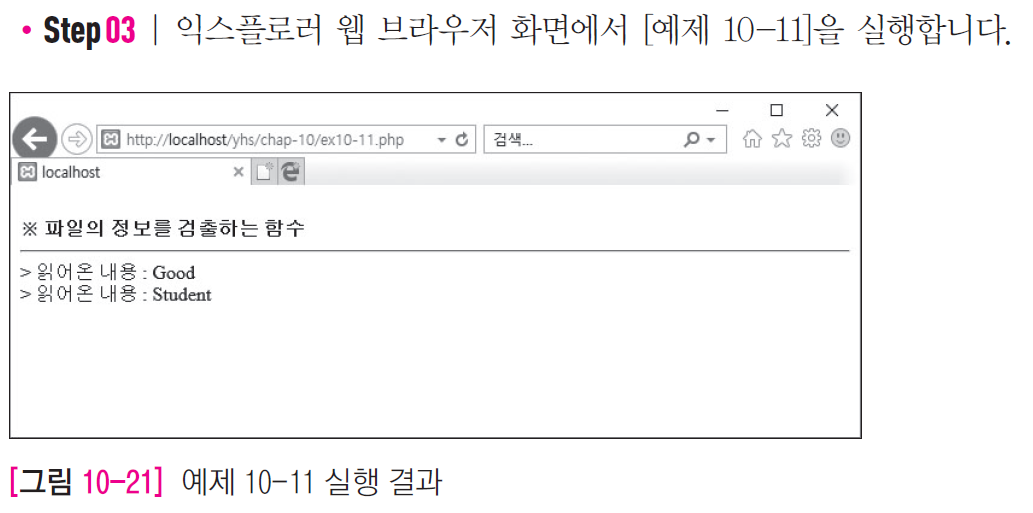 • Step 03 | 익스플로러 웹 브라우저 화면에서 [예제 10-11]을 실행합니다.
http://localhost/yhs/chap-10/ex10-11.php
검색...
localhost
※ 파일의 정보를 검출하는 함수
> 읽어온 내용 : Good
> 읽어온 내용 : Student
[그림 10-21] 예제 10-11 실행 결과